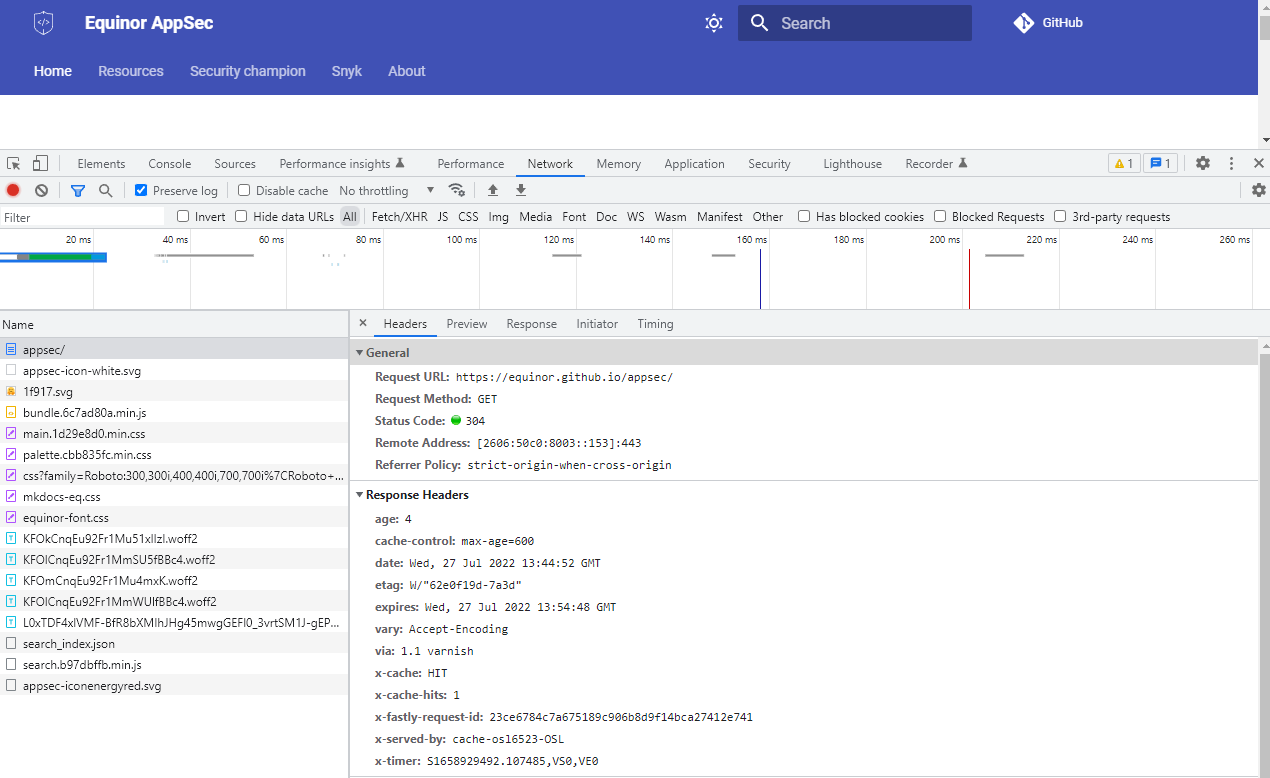 Equinor AppSec
Search
GitHub
Home Resources Security champion Snyk About
Elements Console Sources Performance insights Performance Network Memory Application Security Lighthouse Recorder 1 1
Preserve log Disable cache No throttling
Filter Invert Hide data URLs All Fetch/XHR JS CSS Img Media Font Doc WS Wasm Manifest Other Has blocked cookies Blocked Requests 3rd-party requests
20 ms 40 ms 60 ms 80 ms 100 ms 120 ms 140 ms 160 ms 180 ms 200 ms 220 ms 240 ms 260 ms
Name
appsec/
appsec-icon-white.svg
1f917.svg
bundle.6c7ad80a.min.js
main.1d29e8d0.min.css
palette.cbb835fc.min.css
css?family=Roboto:300,300i,400,400i,700,700i%7CRoboto+...
mkdocs-eq.css
equinor-font.css
KFOmCnqEu92Fr1Mu4mxK.woff2
search_index.json
search.b97dbffb.min.js
appsec-iconenergyred.svg
Headers Preview Response Initiator Timing
General
Request URL: https://equinor.github.io/appsec/
Request Method: GET
Status Code: 304
Remote Address: [2606:50c0:8003::153]:443
Referrer Policy: strict-origin-when-cross-origin
Response Headers
age: 4
cache-control: max-age=600
date: Wed, 27 Jul 2022 13:44:52 GMT
etag: W/"62e0f19d-7a3d"
expires: Wed, 27 Jul 2022 13:54:48 GMT
vary: Accept-Encoding
via: 1.1 varnish
x-cache: HIT
x-cache-hits: 1
x-fastly-request-id: 23ce6784c7a675189c906b8d9f14bca27412e741
x-served-by: cache-osl6523-OSL
x-timer: S1658929492.107485,VS0,VE0